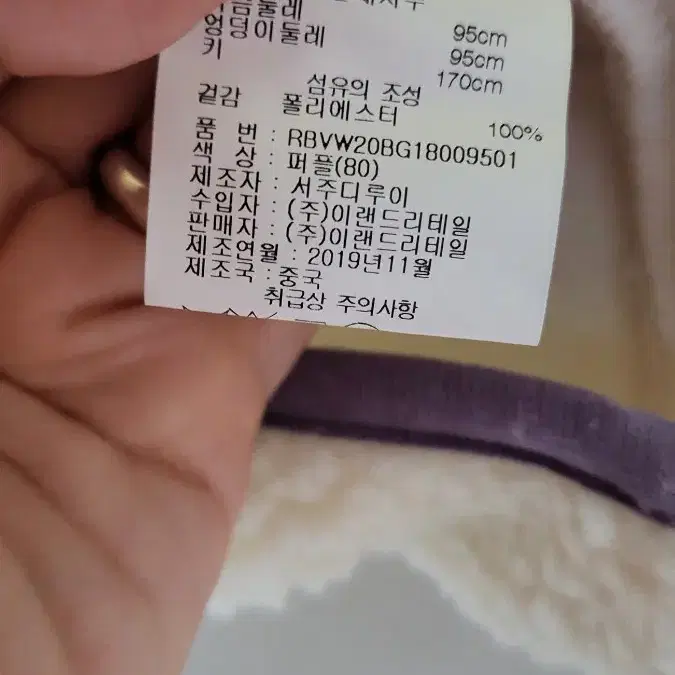 가슴둘레 95cm
엉덩이둘레 95cm
키 170cm
섬유의 조성
겉감 폴리에스터 100%
품 번 : RBVW20BG18009501
색 상 : 퍼플(80)
제조자 : 서주디루이
수입자 : (주)이랜드리테일
판매자 : (주)이랜드리테일
제조연월 : 2019년11월
제조국 : 중국
취급상 주의사항